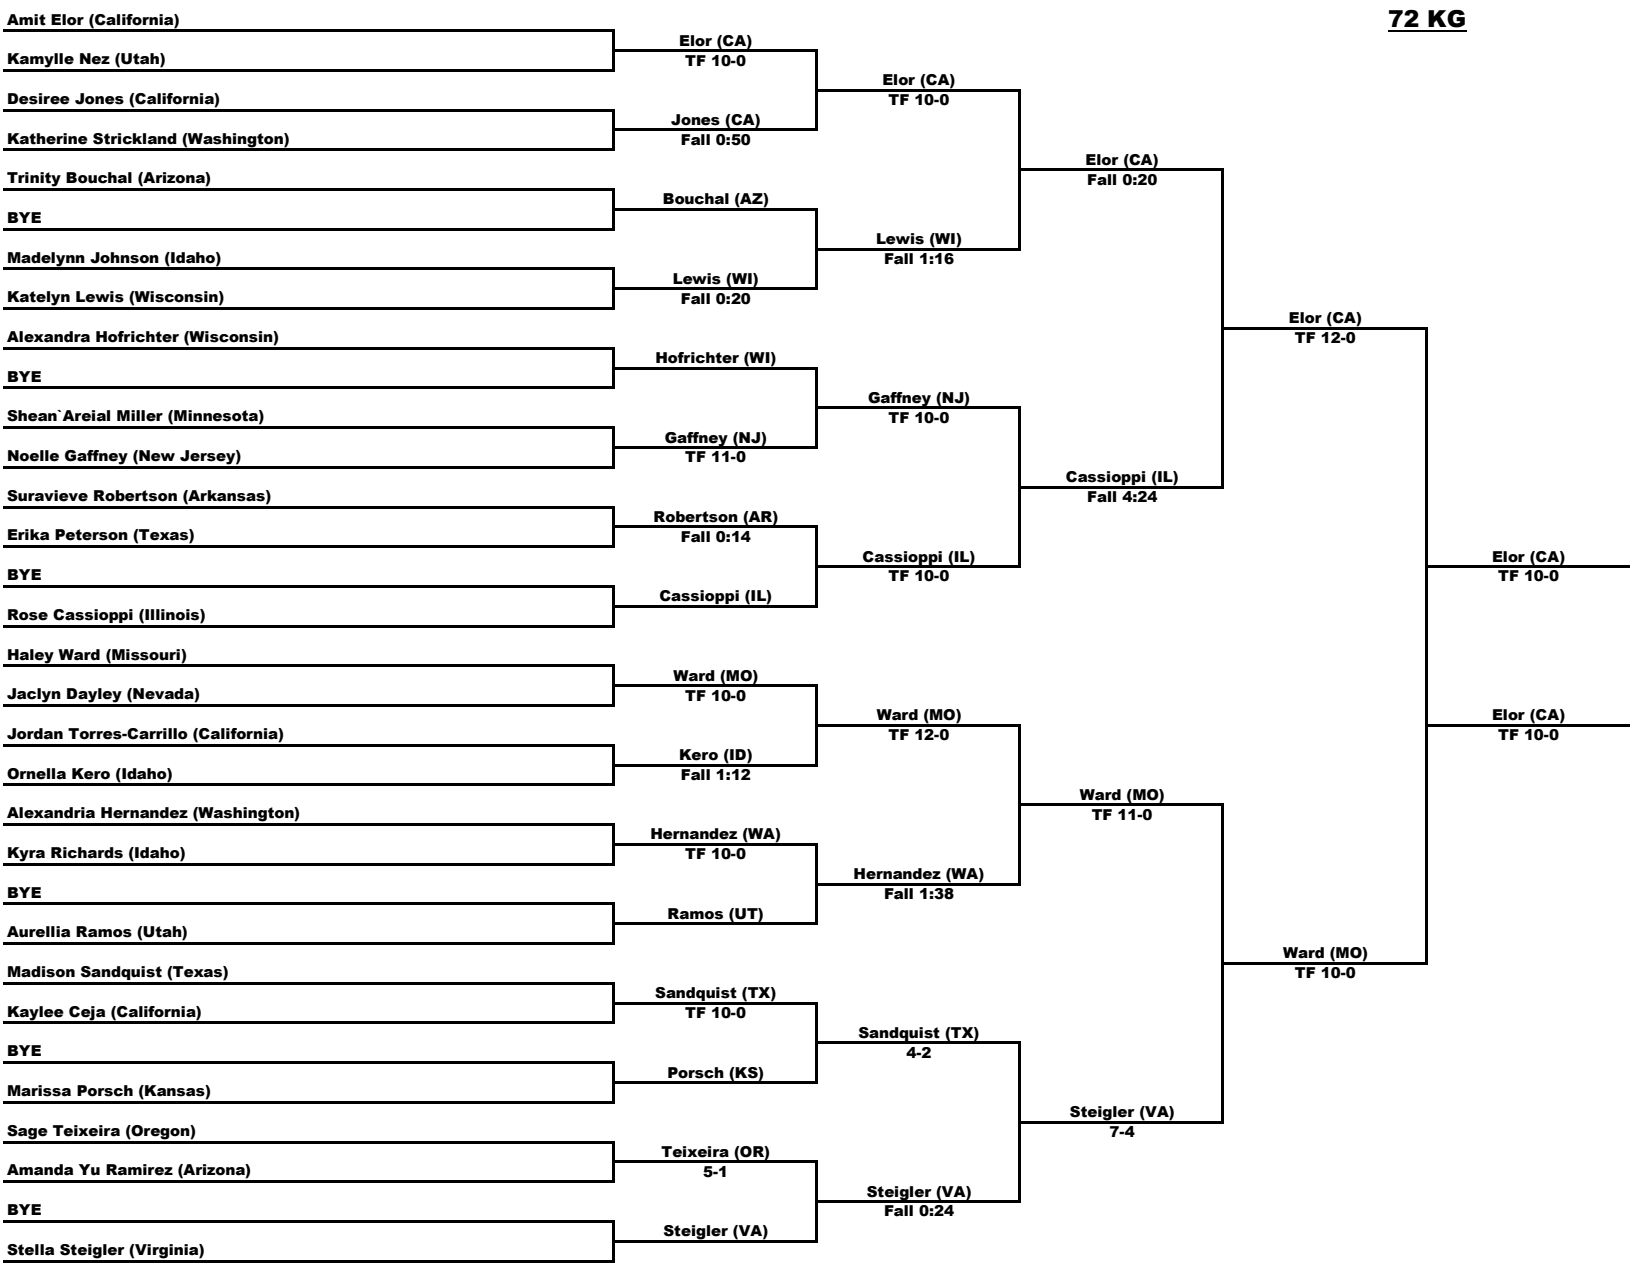 72 KG
Amit Elor (California)
Kamylle Nez (Utah)
Desiree Jones (California)
Katherine Strickland (Washington)
Trinity Bouchal (Arizona)
BYE
Madelynn Johnson (Idaho)
Katelyn Lewis (Wisconsin)
Alexandra Hofrichter (Wisconsin)
BYE
Shean`Areial Miller (Minnesota)
Noelle Gaffney (New Jersey)
Suravieve Robertson (Arkansas)
Erika Peterson (Texas)
BYE
Rose Cassioppi (Illinois)
Haley Ward (Missouri)
Jaclyn Dayley (Nevada)
Jordan Torres-Carrillo (California)
Ornella Kero (Idaho)
Alexandria Hernandez (Washington)
Kyra Richards (Idaho)
BYE
Aurellia Ramos (Utah)
Madison Sandquist (Texas)
Kaylee Ceja (California)
BYE
Marissa Porsch (Kansas)
Sage Teixeira (Oregon)
Amanda Yu Ramirez (Arizona)
BYE
Stella Steigler (Virginia)
Elor (CA)
TF 10-0
Jones (CA)
Fall 0:50
Bouchal (AZ)
Lewis (WI)
Fall 0:20
Hofrichter (WI)
Gaffney (NJ)
TF 11-0
Robertson (AR)
Fall 0:14
Cassioppi (IL)
Ward (MO)
TF 10-0
Kero (ID)
Fall 1:12
Hernandez (WA)
TF 10-0
Ramos (UT)
Sandquist (TX)
TF 10-0
Porsch (KS)
Teixeira (OR)
5-1
Steigler (VA)
Elor (CA)
TF 10-0
Lewis (WI)
Fall 1:16
Gaffney (NJ)
TF 10-0
Cassioppi (IL)
TF 10-0
Ward (MO)
TF 12-0
Hernandez (WA)
Fall 1:38
Sandquist (TX)
4-2
Steigler (VA)
Fall 0:24
Elor (CA)
Fall 0:20
Cassioppi (IL)
Fall 4:24
Ward (MO)
TF 11-0
Steigler (VA)
7-4
Elor (CA)
TF 12-0
Ward (MO)
TF 10-0
Elor (CA)
TF 10-0
Elor (CA)
TF 10-0